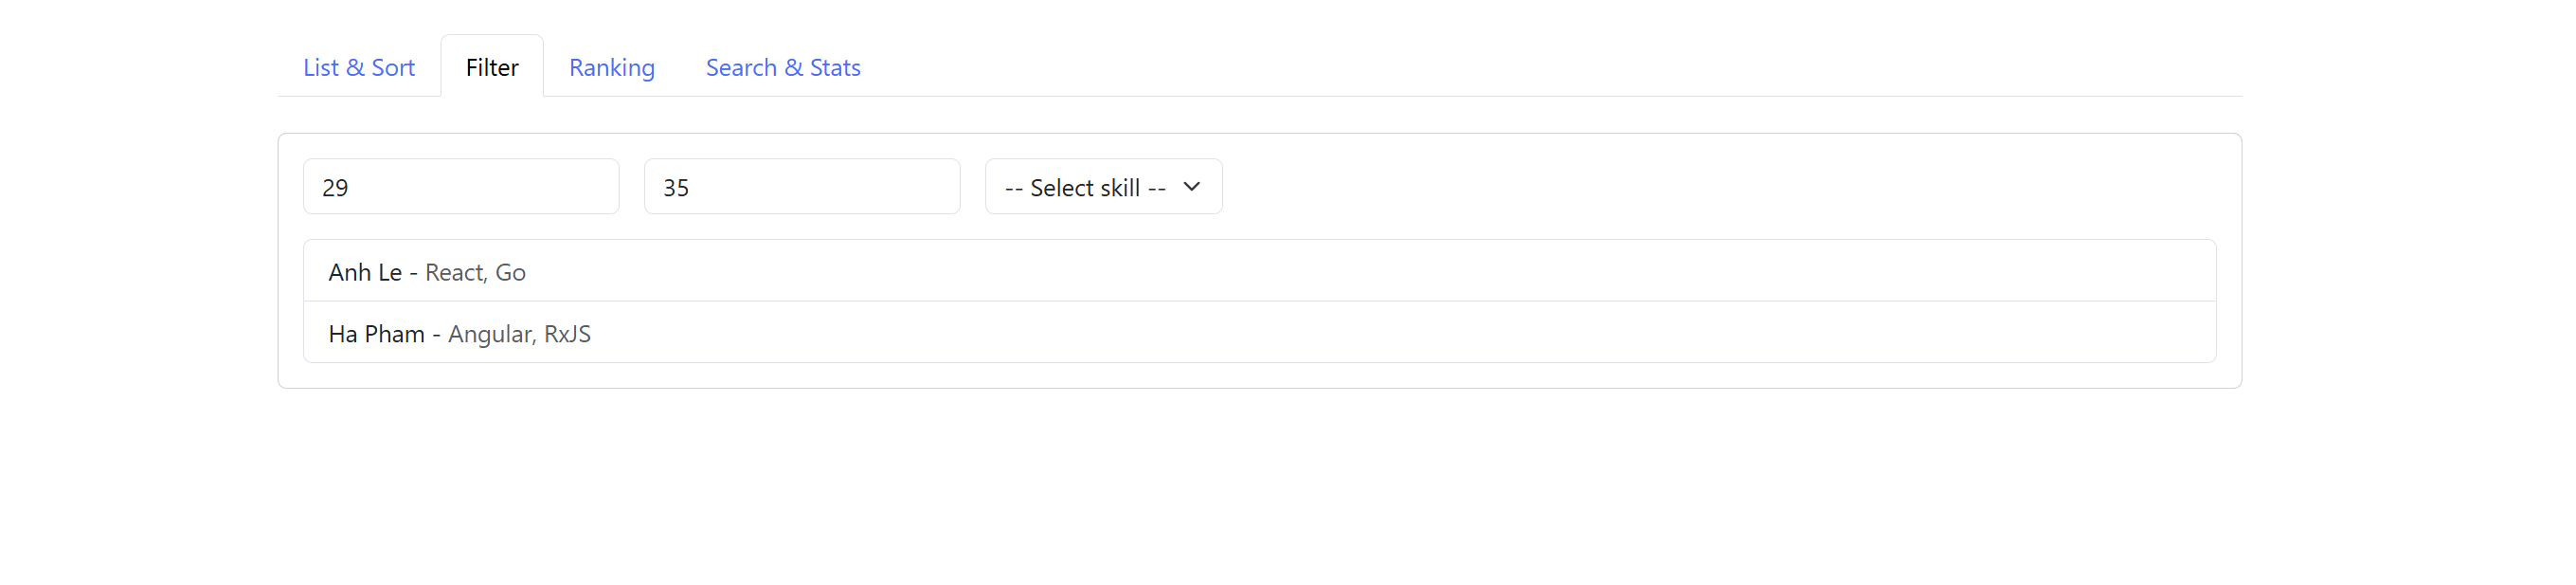 List & Sort Filter Ranking Search & Stats
29 35 -- Select skill --
Anh Le - React, Go
Ha Pham - Angular, RxJS